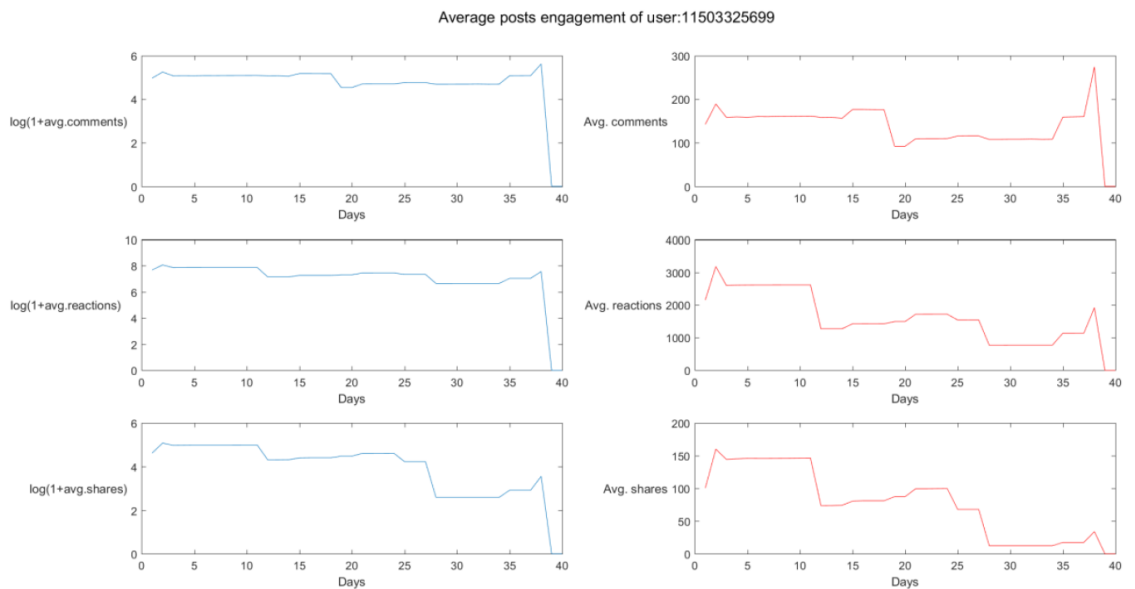 Average posts engagement of user:11503325699
6
4
2
0
log(1+avg.comments)
0 5 10 15 20 25 30 35 40
Days
300
200
100
0
Avg. comments
0 5 10 15 20 25 30 35 40
Days
10
8
6
4
2
0
log(1+avg.reactions)
0 5 10 15 20 25 30 35 40
Days
4000
3000
2000
1000
0
Avg. reactions
0 5 10 15 20 25 30 35 40
Days
6
4
2
0
log(1+avg.shares)
0 5 10 15 20 25 30 35 40
Days
200
150
100
50
0
Avg. shares
0 5 10 15 20 25 30 35 40
Days